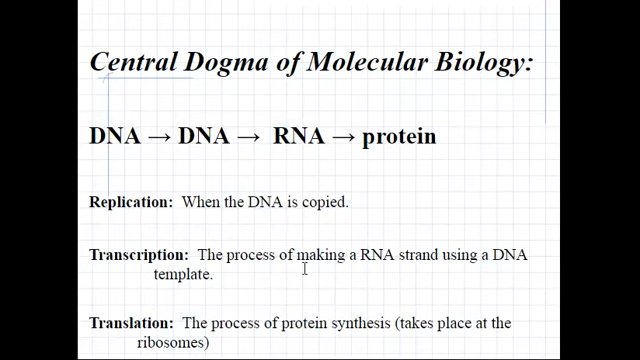 Central Dogma of Molecular Biology:
DNA → DNA → RNA → protein
Replication: When the DNA is copied.
Transcription: The process of making a RNA strand using a DNA
template.
Translation: The process of protein synthesis (takes place at the
ribosomes)